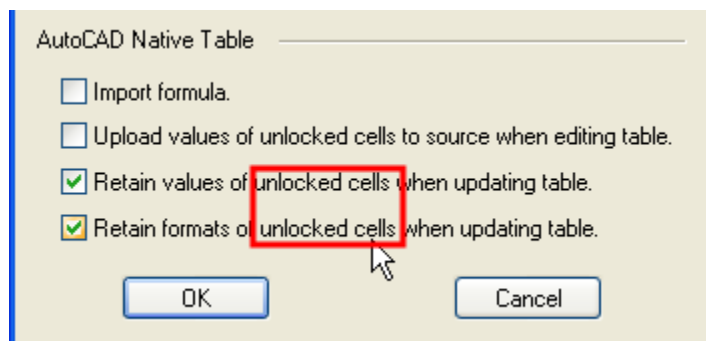 AutoCAD Native Table
Import formula.
Upload values of unlocked cells to source when editing table.
Retain values of unlocked cells when updating table.
Retain formats of unlocked cells when updating table.
OK
Cancel